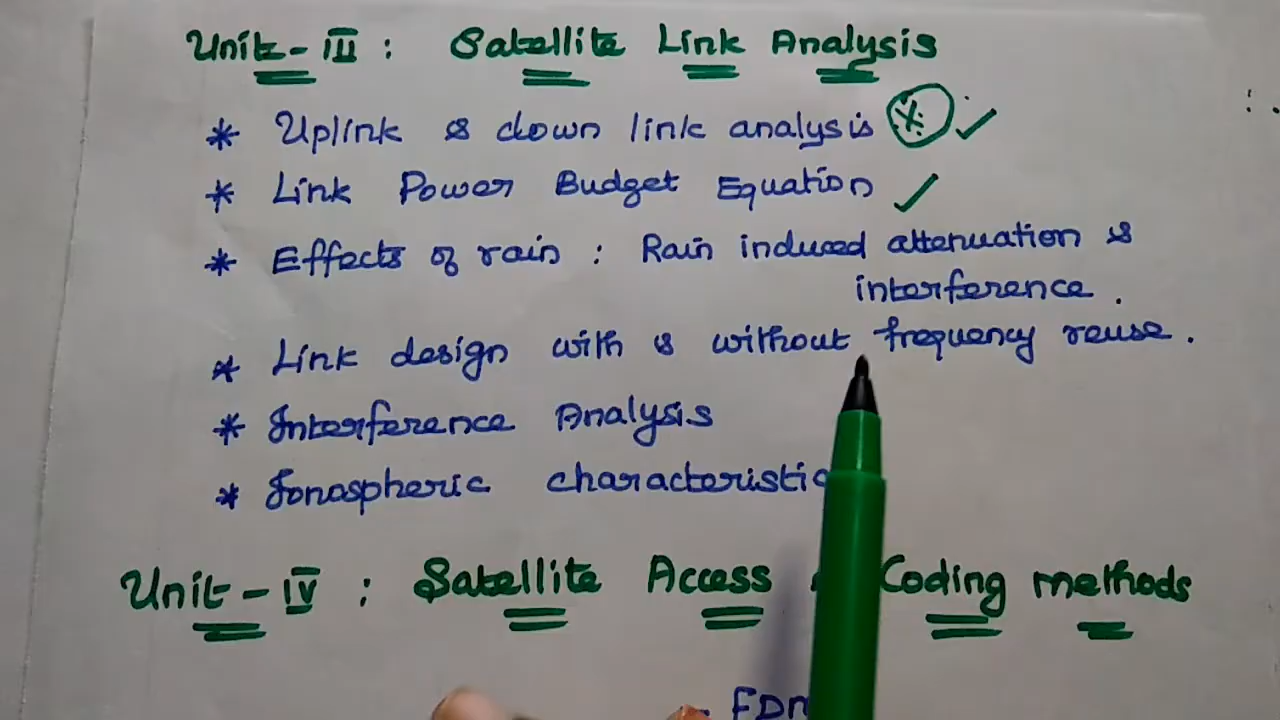 Unit-III : Satellite Link Analysis
* Uplink & down link analysis
* Link Power Budget Equation
* Effects of rain : Rain induced attenuation &
interference.
* Link design with & without frequency reuse.
* Interference Analysis
* Ionospheric
Unit-IV : Satellite Access Coding methods